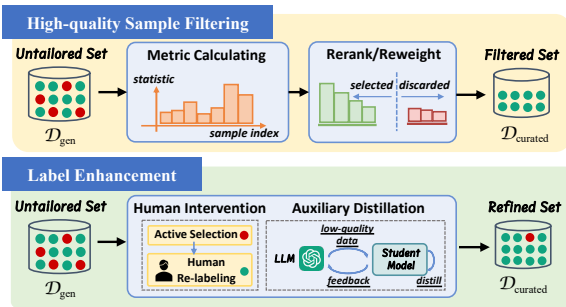 High-quality Sample Filtering
Untailored Set
Metric Calculating
Rerank/Reweight
Filtered Set
statistic
sample index
selected
discarded
𝒟gen
𝒟curated
Label Enhancement
Untailored Set
Human Intervention
Auxiliary Distillation
Refined Set
Active Selection
Human
Re-labeling
low-quality
data
LLM
Student
Model
feedback
distill
𝒟gen
𝒟curated